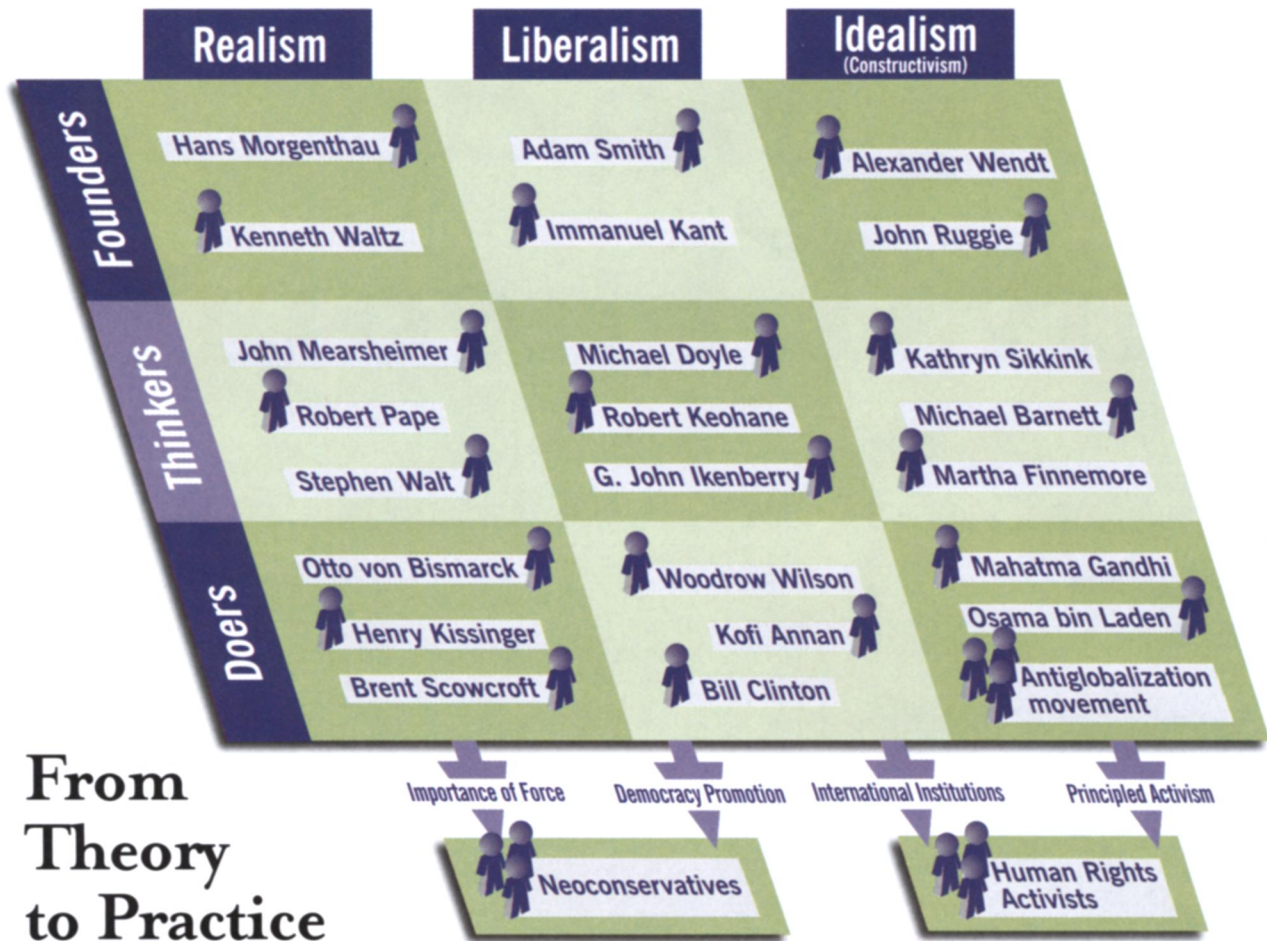 Realism
Liberalism
Idealism
(Constructivism)
Founders
Hans Morgenthau
Kenneth Waltz
Adam Smith
Immanuel Kant
Alexander Wendt
John Ruggie
Thinkers
John Mearsheimer
Robert Pape
Stephen Walt
Michael Doyle
Robert Keohane
G. John Ikenberry
Kathryn Sikkink
Michael Barnett
Martha Finnemore
Doers
Otto von Bismarck
Henry Kissinger
Brent Scowcroft
Woodrow Wilson
Kofi Annan
Bill Clinton
Mahatma Gandhi
Osama bin Laden
Antiglobalization
movement
Importance of Force
Democracy Promotion
International Institutions
Principled Activism
Neoconservatives
Human Rights
Activists
From
Theory
to Practice